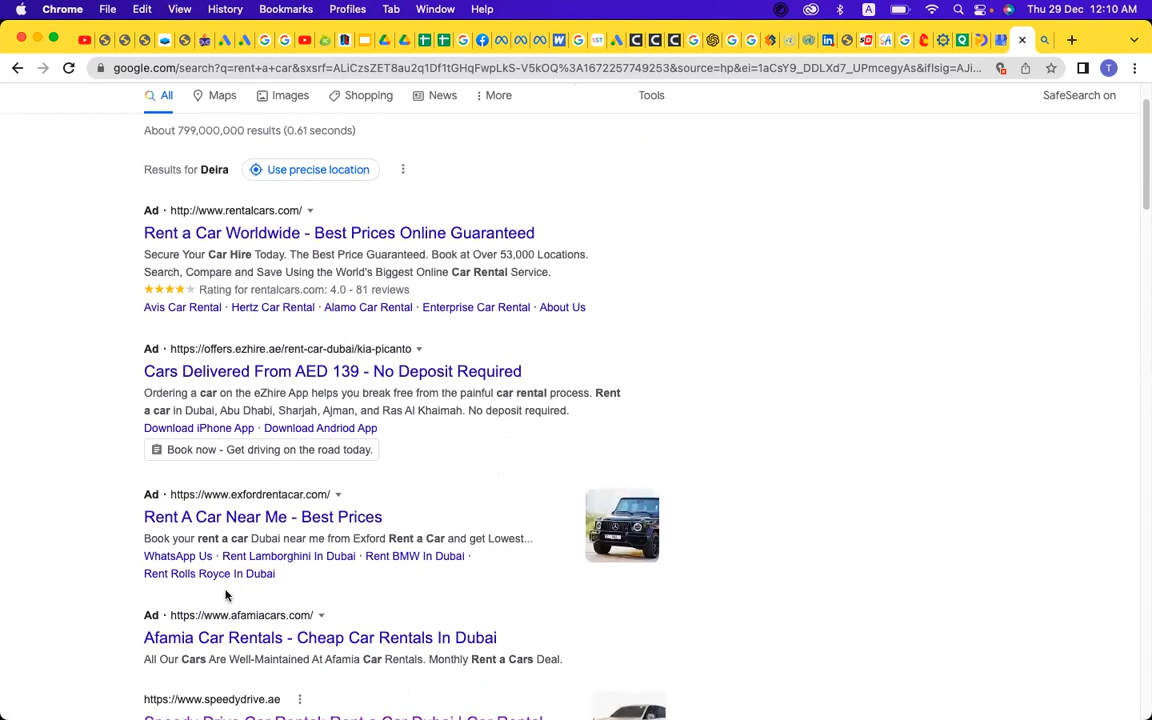 Chrome File Edit View History Bookmarks Profiles Tab Window Help A Thu 29 Dec 12:10 AM
google.com/search?q=rent+a+car&sxsrf=ALiCzsZET8au2q1Df1tGHqFwpLkS-V5kOQ%3A1672257749253&source=hp&ei=1aCsY9_DDLXd7_UPmcegyAs&iflsig=AJi... T
All Maps Images Shopping News More Tools SafeSearch on
About 799,000,000 results (0.61 seconds)
Results for Deira Use precise location
Ad · http://www.rentalcars.com/
Rent a Car Worldwide - Best Prices Online Guaranteed
Secure Your Car Hire Today. The Best Price Guaranteed. Book at Over 53,000 Locations.
Search, Compare and Save Using the World's Biggest Online Car Rental Service.
Rating for rentalcars.com: 4.0 - 81 reviews
Avis Car Rental · Hertz Car Rental · Alamo Car Rental · Enterprise Car Rental · About Us
Ad · https://offers.ezhire.ae/rent-car-dubai/kia-picanto
Cars Delivered From AED 139 - No Deposit Required
Ordering a car on the eZhire App helps you break free from the painful car rental process. Rent
a car in Dubai, Abu Dhabi, Sharjah, Ajman, and Ras Al Khaimah. No deposit required.
Download iPhone App · Download Andriod App
Book now - Get driving on the road today.
Ad · https://www.exfordrentacar.com/
Rent A Car Near Me - Best Prices
Book your rent a car Dubai near me from Exford Rent a Car and get Lowest...
WhatsApp Us · Rent Lamborghini In Dubai · Rent BMW In Dubai ·
Rent Rolls Royce In Dubai
Ad · https://www.afamiacars.com/
Afamia Car Rentals - Cheap Car Rentals In Dubai
All Our Cars Are Well-Maintained At Afamia Car Rentals. Monthly Rent a Cars Deal.
https://www.speedydrive.ae
Speedy Drive Car Rental: Rent a Car Dubai | Car Rental